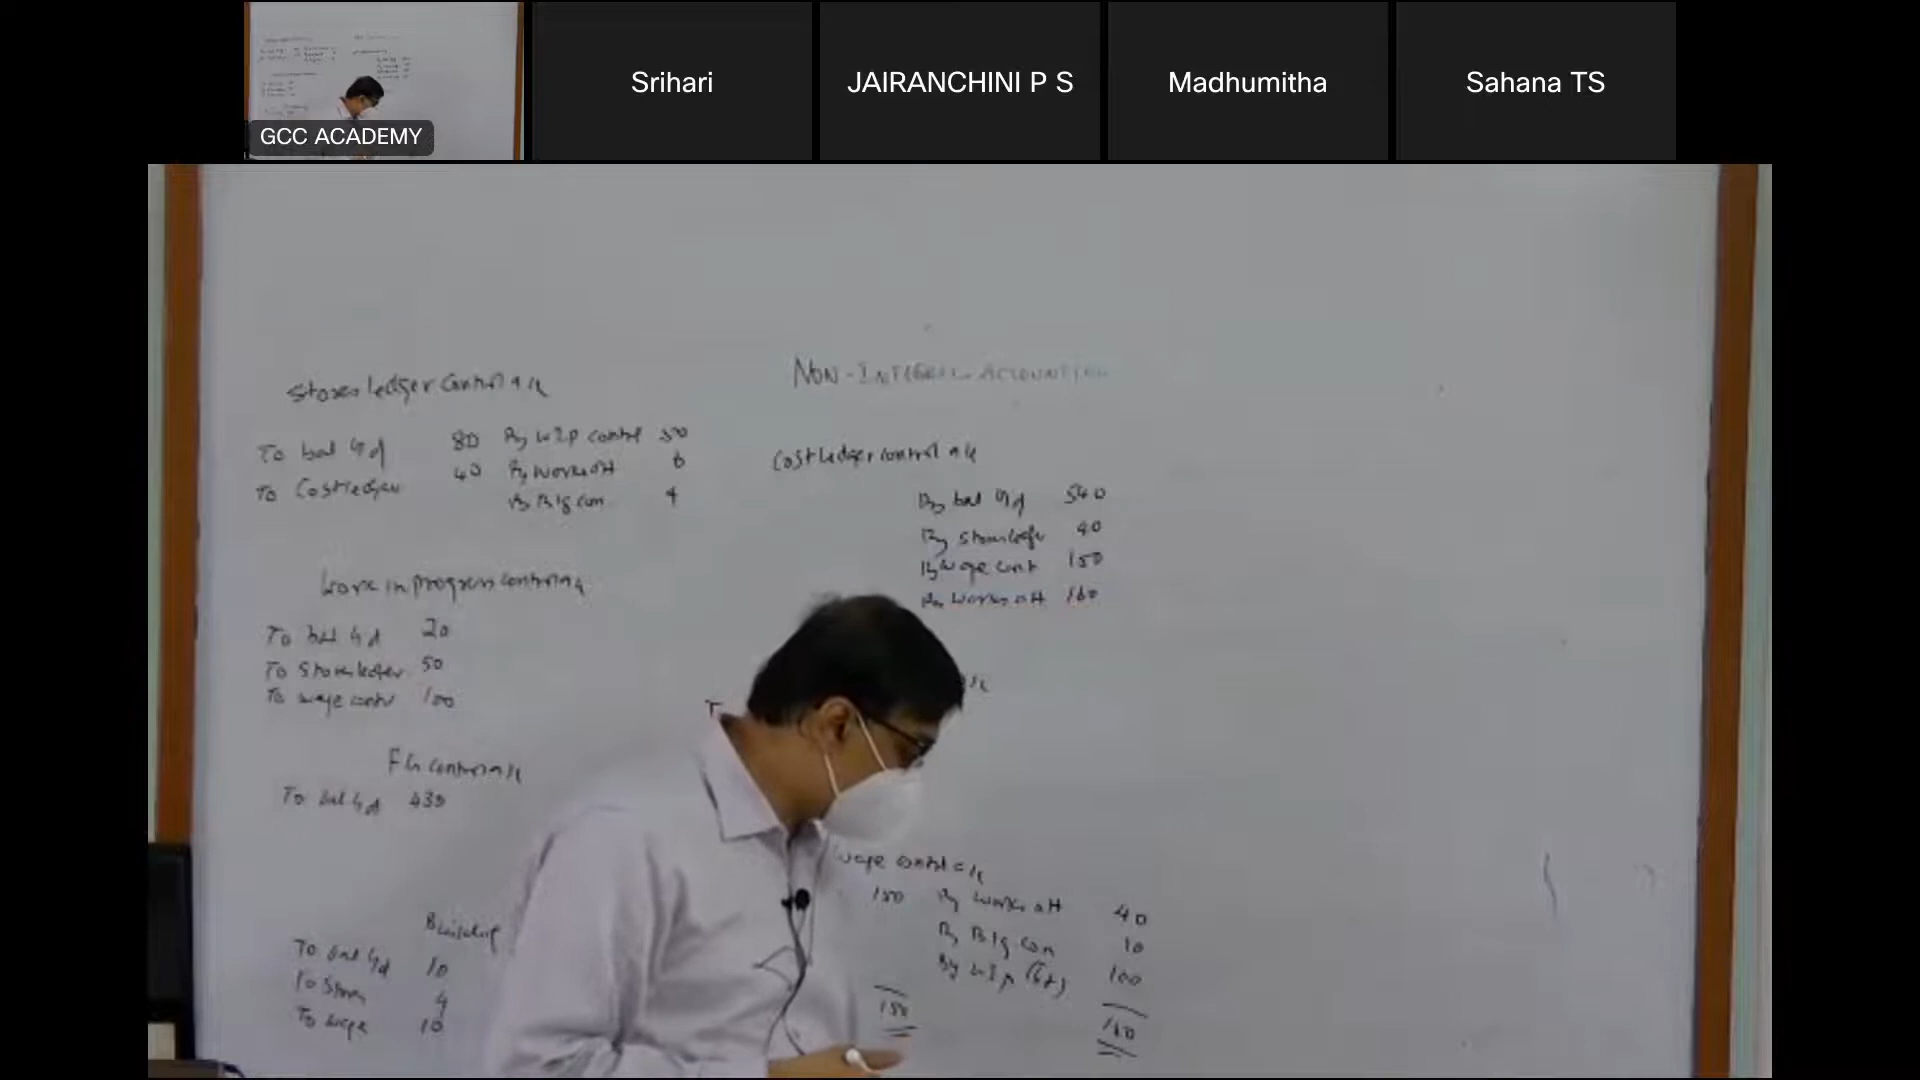 GCC ACADEMY
Srihari
JAIRANCHINI P S
Madhumitha
Sahana TS
NON-INTEGRAL ACCOUNTING
Stores ledger Control a/c
To bal b/d 80 By WIP control 50
To Cost ledger 40 By Works OH 6
By Blg con 4
Work in progress control a/c
To bal b/d 20
To Stores ledger 50
To wage contr 100
FG Control a/c
To bal b/d 430
Building
To bal b/d 10
To Stores 4
To wage 10
Cost ledger control a/c
By bal b/d 540
By Stores ledger 40
By wage cont 150
By Works OH 160
a/c
T
Wage control a/c
150 By Works OH 40
By Blg Con 10
By WIP 100
150 150